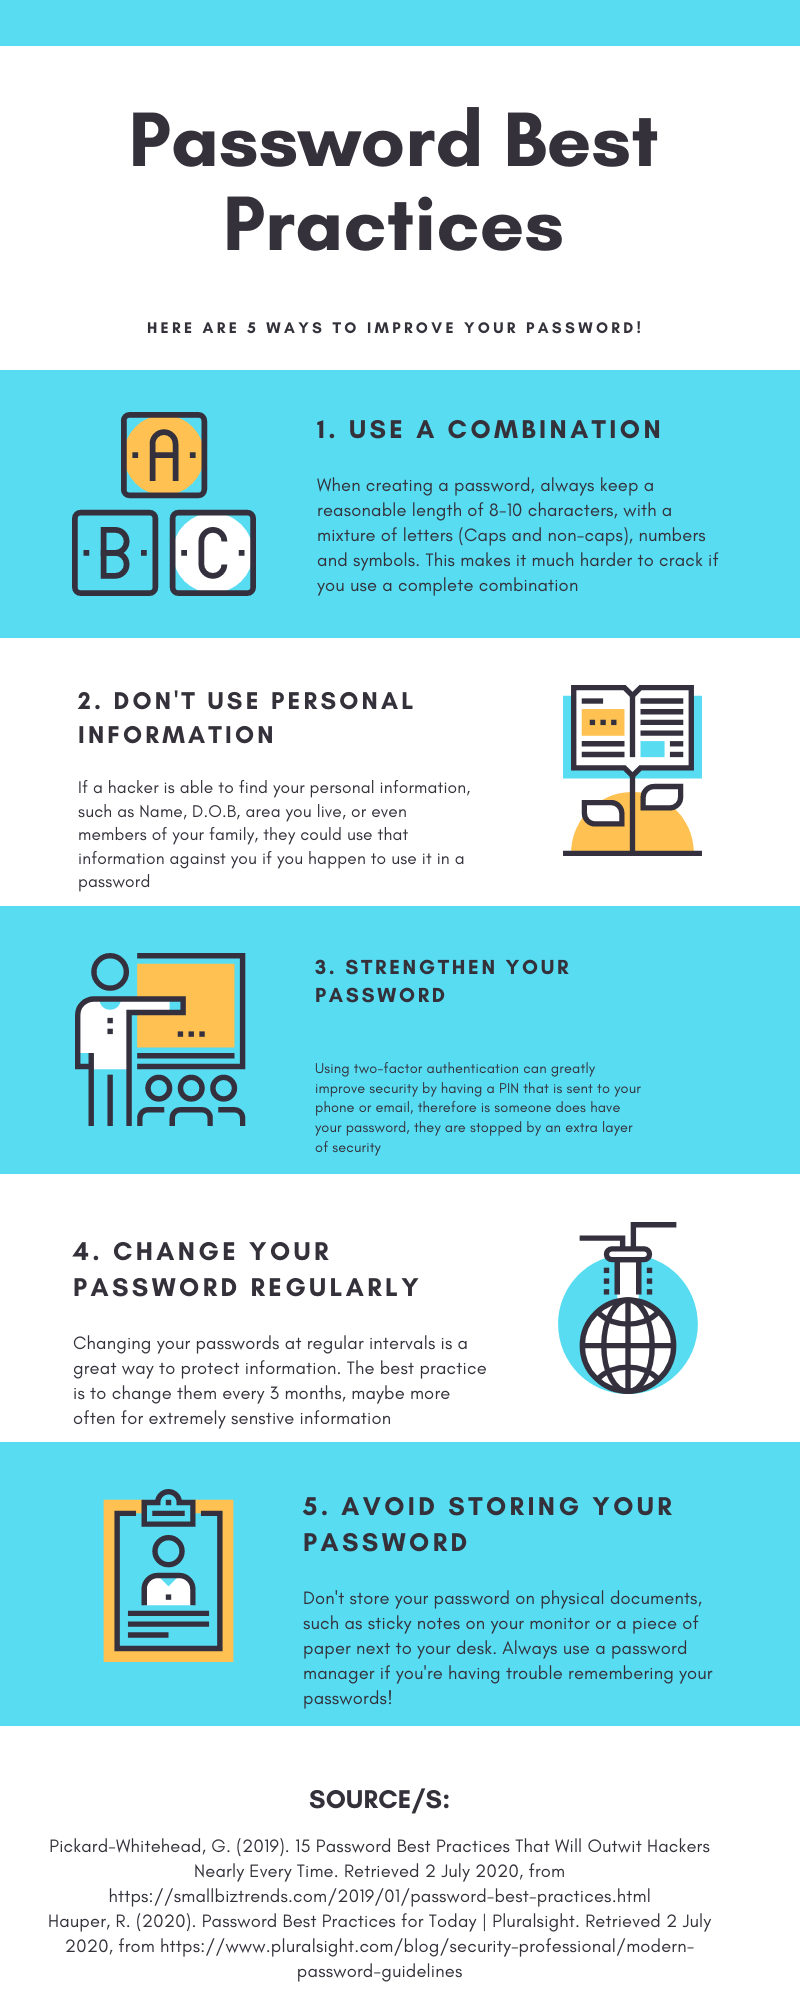 Password Best
Practices
HERE ARE 5 WAYS TO IMPROVE YOUR PASSWORD!
A
B C
1. USE A COMBINATION
When creating a password, always keep a
reasonable length of 8-10 characters, with a
mixture of letters (Caps and non-caps), numbers
and symbols. This makes it much harder to crack if
you use a complete combination
2. DON'T USE PERSONAL
INFORMATION
If a hacker is able to find your personal information,
such as Name, D.O.B, area you live, or even
members of your family, they could use that
information against you if you happen to use it in a
password
3. STRENGTHEN YOUR
PASSWORD
Using two-factor authentication can greatly
improve security by having a PIN that is sent to your
phone or email, therefore is someone does have
your password, they are stopped by an extra layer
of security
4. CHANGE YOUR
PASSWORD REGULARLY
Changing your passwords at regular intervals is a
great way to protect information. The best practice
is to change them every 3 months, maybe more
often for extremely senstive information
5. AVOID STORING YOUR
PASSWORD
Don't store your password on physical documents,
such as sticky notes on your monitor or a piece of
paper next to your desk. Always use a password
manager if you're having trouble remembering your
passwords!
SOURCE/S:
Pickard-Whitehead, G. (2019). 15 Password Best Practices That Will Outwit Hackers
Nearly Every Time. Retrieved 2 July 2020, from
https://smallbiztrends.com/2019/01/password-best-practices.html
Hauper, R. (2020). Password Best Practices for Today | Pluralsight. Retrieved 2 July
2020, from https://www.pluralsight.com/blog/security-professional/modern-
password-guidelines